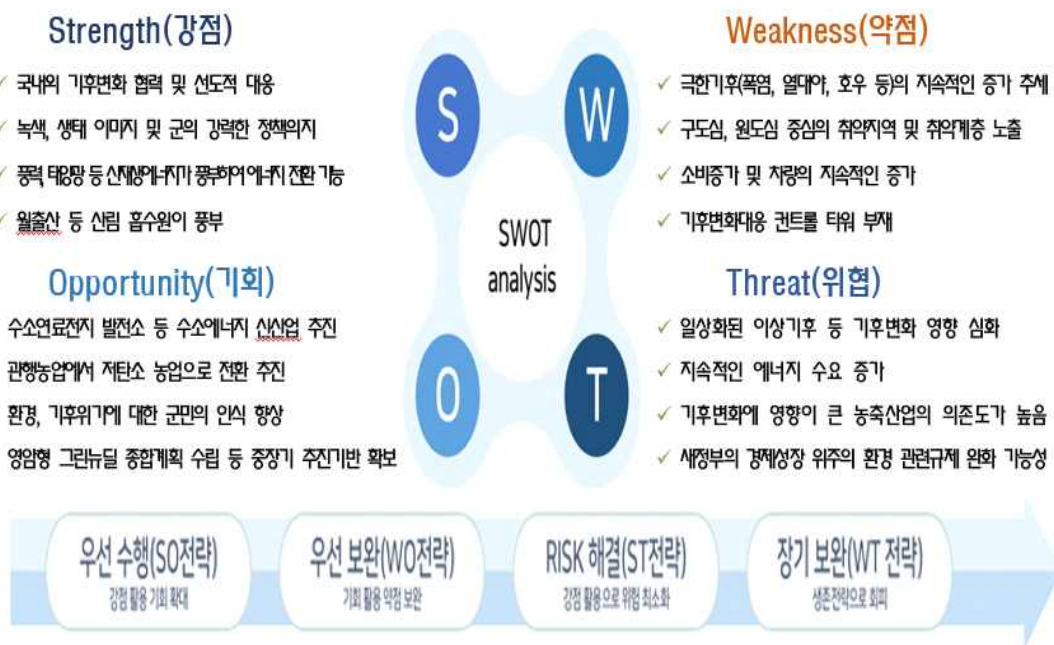 Strength(강점)
✓ 국내외 기후변화 협력 및 선도적 대응
✓ 녹색, 생태 이미지 및 군의 강력한 정책의지
✓ 풍력, 태양광 등 신재생에너지가 풍부하여 에너지 전환 가능
✓ 월출산 등 산림 흡수원이 풍부
Weakness(약점)
✓ 극한기후(폭염, 열대야, 호우 등)의 지속적인 증가 추세
✓ 구도심, 원도심 중심의 취약지역 및 취약계층 노출
✓ 소비증가 및 차량의 지속적인 증가
✓ 기후변화대응 컨트롤 타워 부재
S
W
SWOT
analysis
O
T
Opportunity(기회)
수소연료전지 발전소 등 수소에너지 신산업 추진
관행농업에서 저탄소 농업으로 전환 추진
환경, 기후위기에 대한 군민의 인식 향상
영암형 그린뉴딜 종합계획 수립 등 중장기 추진기반 확보
Threat(위협)
✓ 일상화된 이상기후 등 기후변화 영향 심화
✓ 지속적인 에너지 수요 증가
✓ 기후변화에 영향이 큰 농축산업의 의존도가 높음
✓ 새정부의 경제성장 위주의 환경 관련규제 완화 가능성
우선 수행(SO전략)
강점 활용 기회 확대
우선 보완(WO전략)
기회 활용 약점 보완
RISK 해결(ST전략)
강점 활용으로 위협 최소화
장기 보완(WT 전략)
생존전략으로 회피